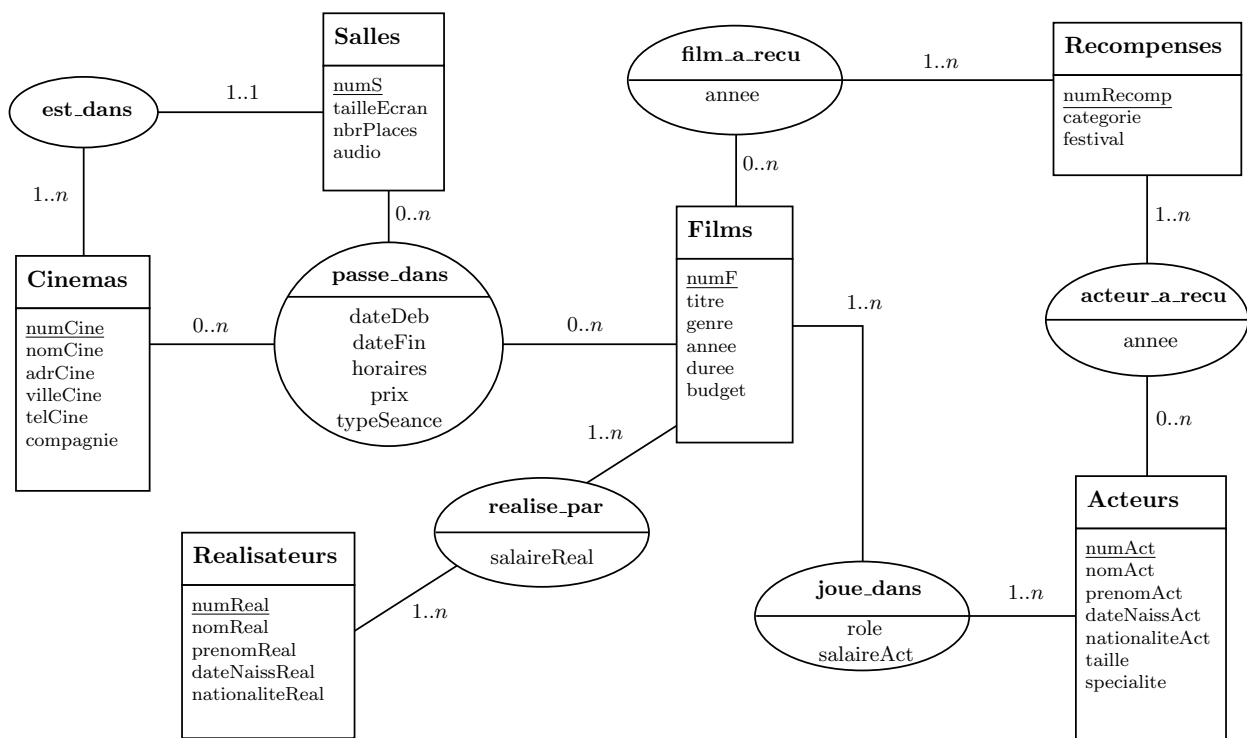 Salles
numS
tailleEcran
nbrPlaces
audio
film_a_recu
annee
1..n
Recompenses
numRecomp
categorie
festival
est_dans
1..1
1..n
0..n
0..n
1..n
Cinemas
numCine
nomCine
adrCine
villeCine
telCine
compagnie
0..n
passe_dans
dateDeb
dateFin
horaires
prix
typeSeance
0..n
Films
numF
titre
genre
annee
duree
budget
1..n
acteur_a_recu
annee
0..n
1..n
realise_par
salaireReal
1..n
Realisateurs
numReal
nomReal
prenomReal
dateNaissReal
nationaliteReal
joue_dans
role
salaireAct
1..n
Acteurs
numAct
nomAct
prenomAct
dateNaissAct
nationaliteAct
taille
specialite